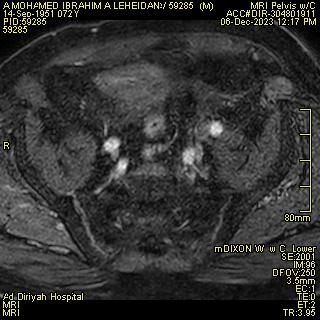 A MOHAMED IBRAHIM A LEHEIDAN:/ 59285 (M)
14-Sep-1951 072Y
PID:59285
59285
MRI Pelvis w/C
ACC#DIR-304801911
06-Dec-2023 12:17 PM
R
80mm
mDIXON W w C Lower
SE:2001
IM:96
DFOV:250
3.5mm
EC:1
TE:0
ET:2
TR:3.95
Ad Diriyah Hospital
MRI
MRI